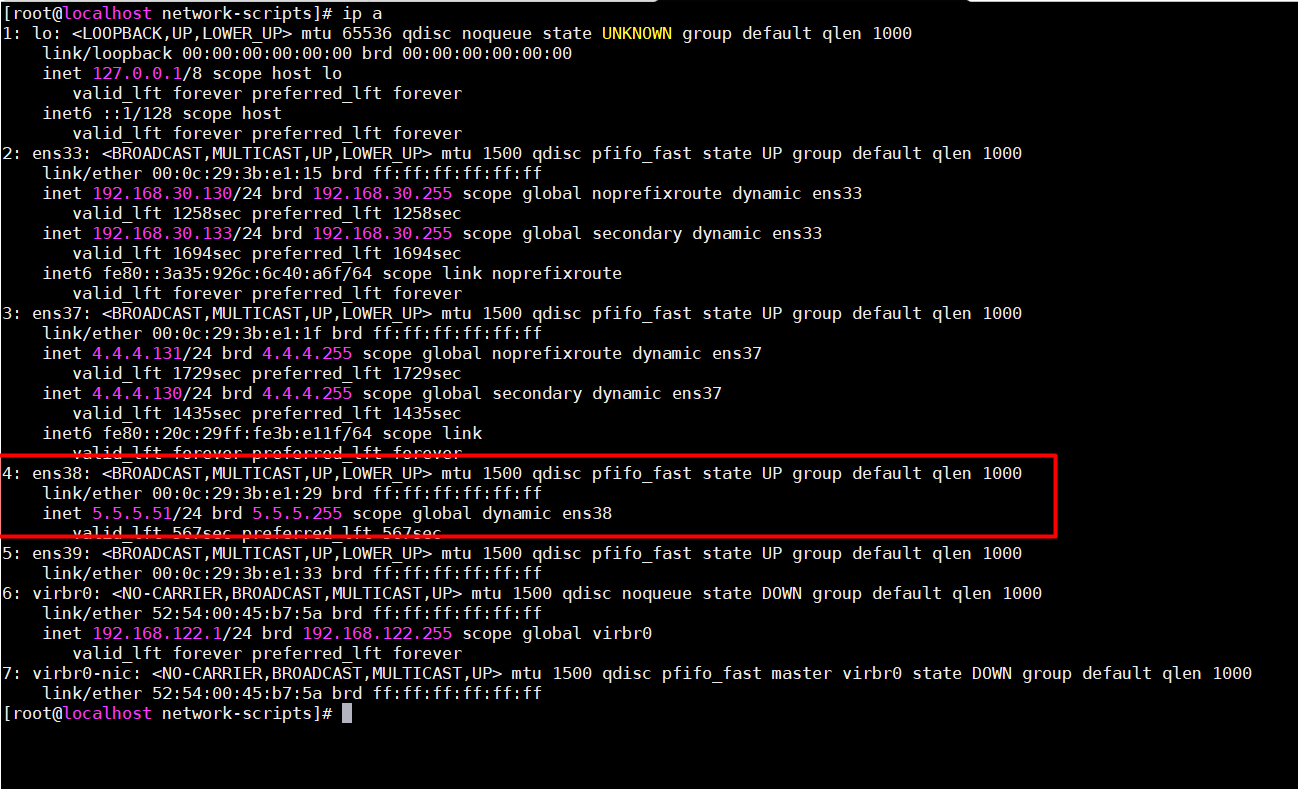 [root@localhost network-scripts]# ip a
1: lo: <LOOPBACK,UP,LOWER_UP> mtu 65536 qdisc noqueue state UNKNOWN group default qlen 1000
    link/loopback 00:00:00:00:00:00 brd 00:00:00:00:00:00
    inet 127.0.0.1/8 scope host lo
       valid_lft forever preferred_lft forever
    inet6 ::1/128 scope host
       valid_lft forever preferred_lft forever
2: ens33: <BROADCAST,MULTICAST,UP,LOWER_UP> mtu 1500 qdisc pfifo_fast state UP group default qlen 1000
    link/ether 00:0c:29:3b:e1:15 brd ff:ff:ff:ff:ff:ff
    inet 192.168.30.130/24 brd 192.168.30.255 scope global noprefixroute dynamic ens33
       valid_lft 1258sec preferred_lft 1258sec
    inet 192.168.30.133/24 brd 192.168.30.255 scope global secondary dynamic ens33
       valid_lft 1694sec preferred_lft 1694sec
    inet6 fe80::3a35:926c:6c40:a6f/64 scope link noprefixroute
       valid_lft forever preferred_lft forever
3: ens37: <BROADCAST,MULTICAST,UP,LOWER_UP> mtu 1500 qdisc pfifo_fast state UP group default qlen 1000
    link/ether 00:0c:29:3b:e1:1f brd ff:ff:ff:ff:ff:ff
    inet 4.4.4.131/24 brd 4.4.4.255 scope global noprefixroute dynamic ens37
       valid_lft 1729sec preferred_lft 1729sec
    inet 4.4.4.130/24 brd 4.4.4.255 scope global secondary dynamic ens37
       valid_lft 1435sec preferred_lft 1435sec
    inet6 fe80::20c:29ff:fe3b:e11f/64 scope link
       valid_lft forever preferred_lft forever
4: ens38: <BROADCAST,MULTICAST,UP,LOWER_UP> mtu 1500 qdisc pfifo_fast state UP group default qlen 1000
    link/ether 00:0c:29:3b:e1:29 brd ff:ff:ff:ff:ff:ff
    inet 5.5.5.51/24 brd 5.5.5.255 scope global dynamic ens38
       valid_lft 567sec preferred_lft 567sec
5: ens39: <BROADCAST,MULTICAST,UP,LOWER_UP> mtu 1500 qdisc pfifo_fast state UP group default qlen 1000
    link/ether 00:0c:29:3b:e1:33 brd ff:ff:ff:ff:ff:ff
6: virbr0: <NO-CARRIER,BROADCAST,MULTICAST,UP> mtu 1500 qdisc noqueue state DOWN group default qlen 1000
    link/ether 52:54:00:45:b7:5a brd ff:ff:ff:ff:ff:ff
    inet 192.168.122.1/24 brd 192.168.122.255 scope global virbr0
       valid_lft forever preferred_lft forever
7: virbr0-nic: <NO-CARRIER,BROADCAST,MULTICAST,UP> mtu 1500 qdisc pfifo_fast master virbr0 state DOWN group default qlen 1000
    link/ether 52:54:00:45:b7:5a brd ff:ff:ff:ff:ff:ff
[root@localhost network-scripts]#